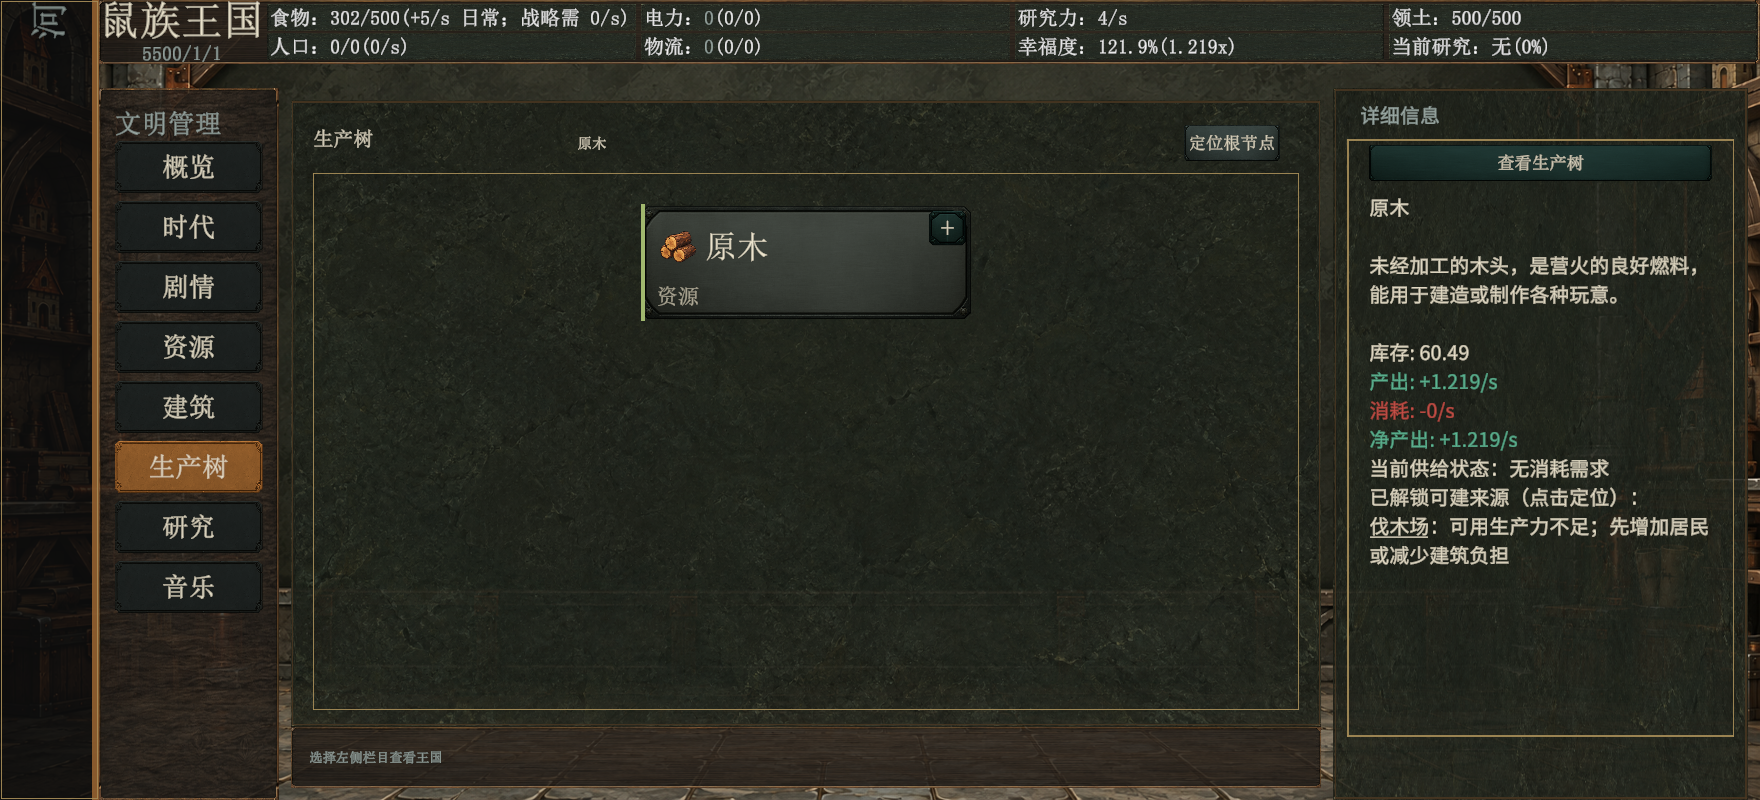 鼠族王国
5500/1/1
食物：302/500(+5/s 日常；战略需 0/s)
人口：0/0(0/s)
电力：0(0/0)
物流：0(0/0)
研究力：4/s
幸福度：121.9%(1.219x)
领土：500/500
当前研究：无(0%)
文明管理
概览
时代
剧情
资源
建筑
生产树
研究
音乐
生产树
原木
定位根节点
原木
+
资源
选择左侧栏目查看王国
详细信息
查看生产树
原木
未经加工的木头，是营火的良好燃料，
能用于建造或制作各种玩意。
库存: 60.49
产出: +1.219/s
消耗: -0/s
净产出: +1.219/s
当前供给状态：无消耗需求
已解锁可建来源（点击定位）：
伐木场：可用生产力不足；先增加居民
或减少建筑负担